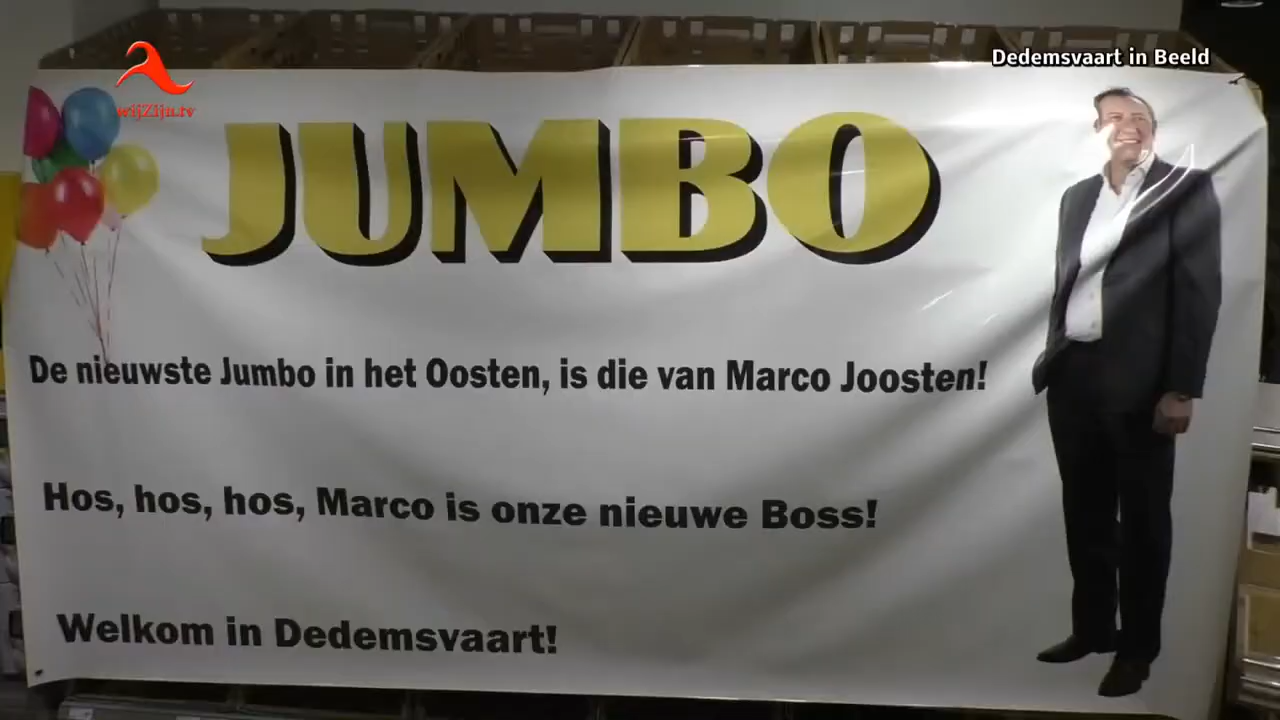 wijZijn.tv
Dedemsvaart in Beeld
JUMBO
De nieuwste Jumbo in het Oosten, is die van Marco Joosten!
Hos, hos, hos, Marco is onze nieuwe Boss!
Welkom in Dedemsvaart!